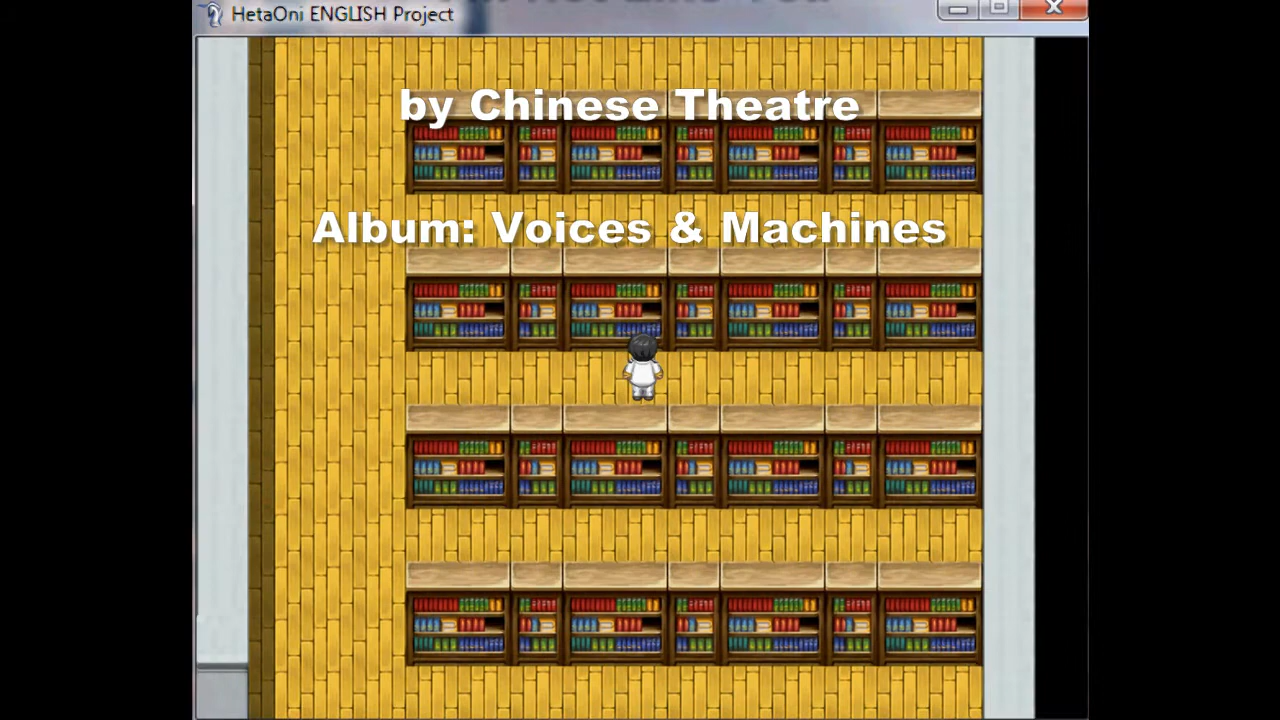 HetaOni ENGLISH Project
by Chinese Theatre
Album: Voices & Machines